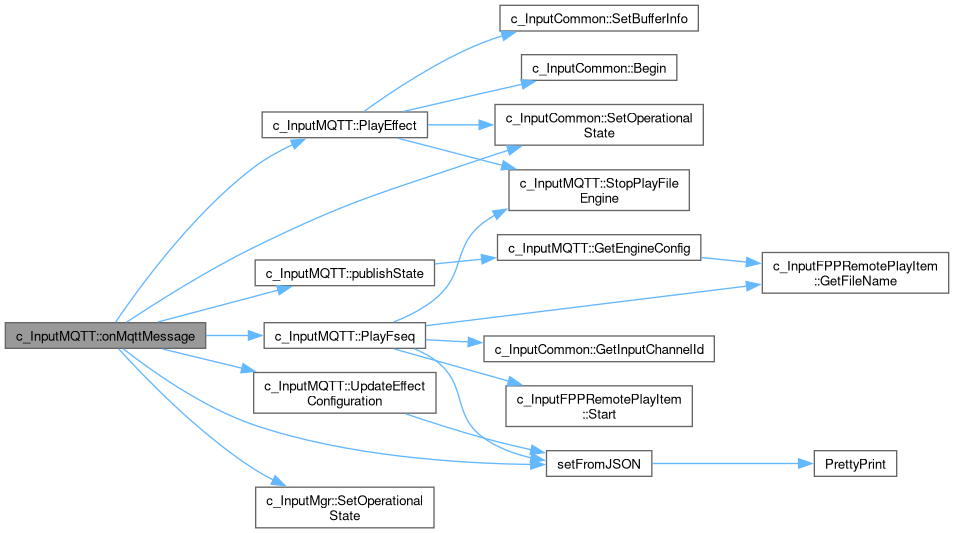 c_InputMQTT::onMqttMessage
c_InputMQTT::PlayEffect
c_InputCommon::SetBufferInfo
c_InputCommon::Begin
c_InputCommon::SetOperational
State
c_InputMQTT::StopPlayFile
Engine
c_InputMQTT::publishState
c_InputMQTT::GetEngineConfig
c_InputFPPRemotePlayItem
::GetFileName
c_InputMQTT::PlayFseq
c_InputCommon::GetInputChannelId
c_InputFPPRemotePlayItem
::Start
c_InputMQTT::UpdateEffect
Configuration
setFromJSON
PrettyPrint
c_InputMgr::SetOperational
State